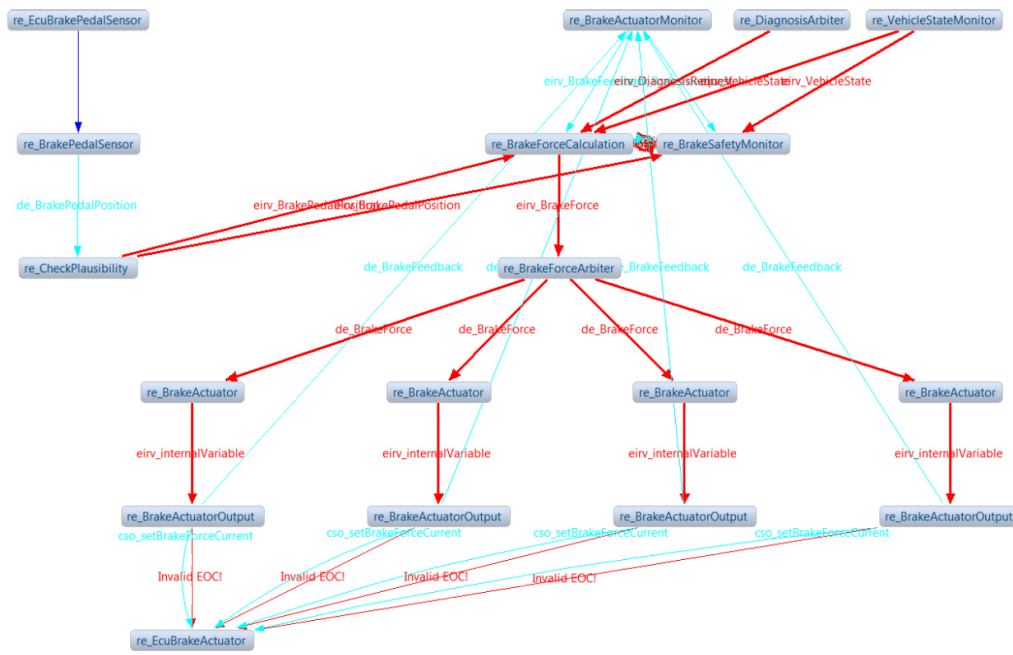 re_EcuBrakePedalSensor
re_BrakeActuatorMonitor
re_DiagnosisArbiter
re_VehicleStateMonitor
eirv_VehicleState
re_BrakePedalSensor
re_BrakeForceCalculation
re_BrakeSafetyMonitor
de_BrakePedalPosition
eirv_BrakePedalPosition
eirv_BrakeForce
re_CheckPlausibility
de_BrakeFeedback
re_BrakeForceArbiter
de_BrakeFeedback
de_BrakeFeedback
de_BrakeForce
de_BrakeForce
de_BrakeForce
de_BrakeForce
re_BrakeActuator
re_BrakeActuator
re_BrakeActuator
re_BrakeActuator
eirv_internalVariable
eirv_internalVariable
eirv_internalVariable
eirv_internalVariable
re_BrakeActuatorOutput
re_BrakeActuatorOutput
re_BrakeActuatorOutput
re_BrakeActuatorOutput
cso_setBrakeForceCurrent
cso_setBrakeForceCurrent
cso_setBrakeForceCurrent
cso_setBrakeForceCurrent
Invalid EOC!
Invalid EOC!
Invalid EOC!
Invalid EOC!
re_EcuBrakeActuator